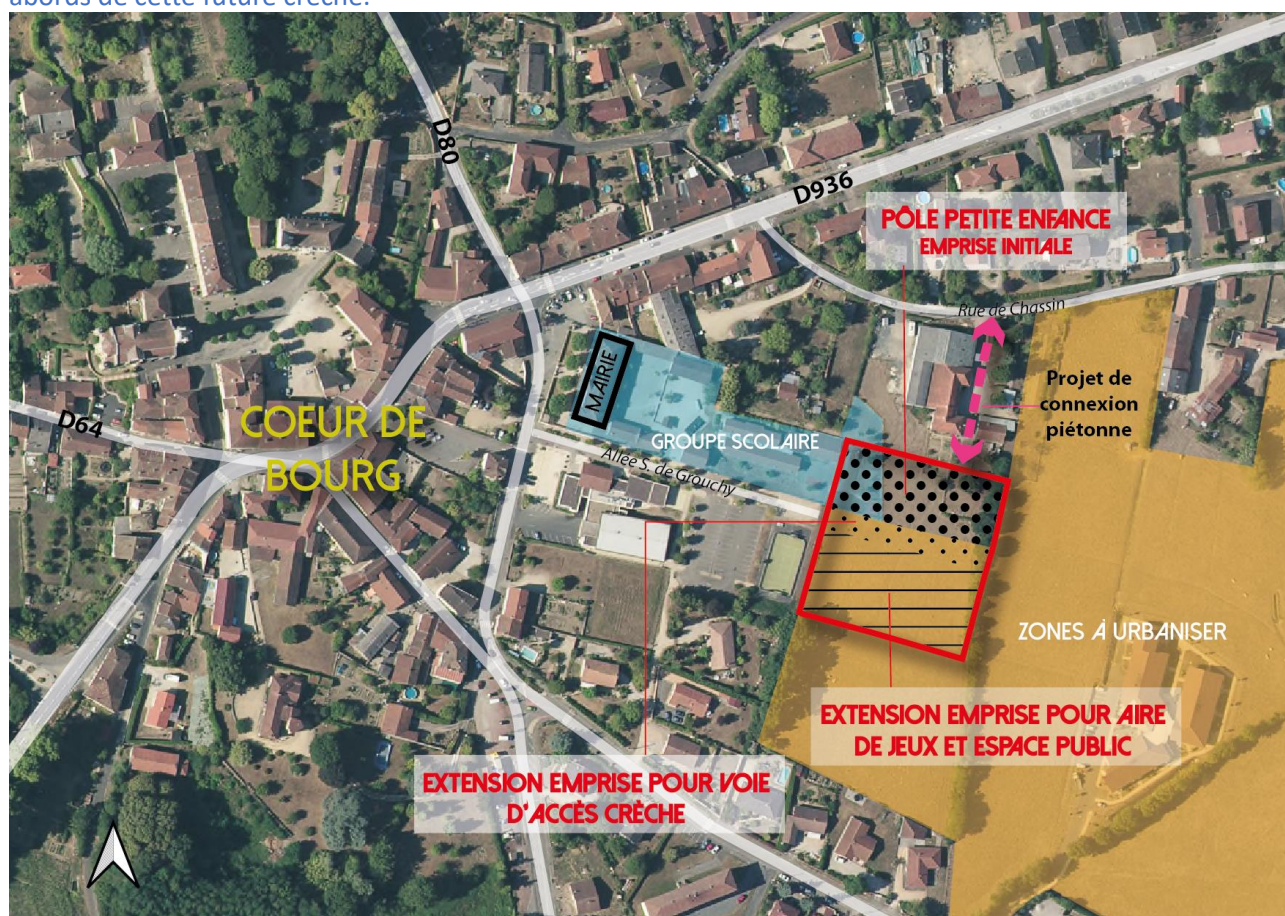 abords de cette future crèche.
D80
D936
PÔLE PETITE ENFANCE
EMPRISE INITIALE
Rue de Chassin
MAIRIE
Projet de
connexion
piétonne
D64
COEUR DE
BOURG
GROUPE SCOLAIRE
Allée S. de Grouchy
ZONES À URBANISER
EXTENSION EMPRISE POUR AIRE
DE JEUX ET ESPACE PUBLIC
EXTENSION EMPRISE POUR VOIE
D'ACCÈS CRÈCHE